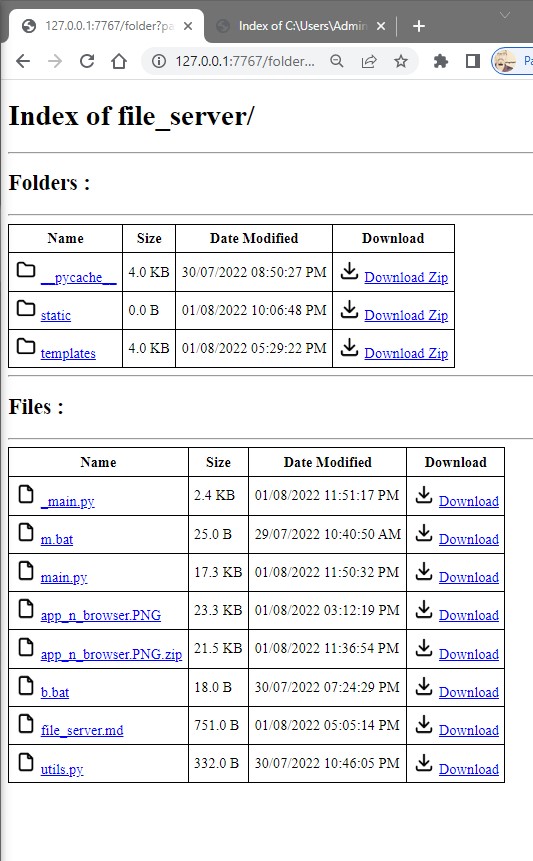 127.0.0.1:7767/folder?pa
Index of C:\Users\Admin
127.0.0.1:7767/folder...
Pa
Index of file_server/
Folders :
Name Size Date Modified Download
__pycache__ 4.0 KB 30/07/2022 08:50:27 PM Download Zip
static 0.0 B 01/08/2022 10:06:48 PM Download Zip
templates 4.0 KB 01/08/2022 05:29:22 PM Download Zip
Files :
Name Size Date Modified Download
_main.py 2.4 KB 01/08/2022 11:51:17 PM Download
m.bat 25.0 B 29/07/2022 10:40:50 AM Download
main.py 17.3 KB 01/08/2022 11:50:32 PM Download
app_n_browser.PNG 23.3 KB 01/08/2022 03:12:19 PM Download
app_n_browser.PNG.zip 21.5 KB 01/08/2022 11:36:54 PM Download
b.bat 18.0 B 30/07/2022 07:24:29 PM Download
file_server.md 751.0 B 01/08/2022 05:05:14 PM Download
utils.py 332.0 B 30/07/2022 10:46:05 PM Download